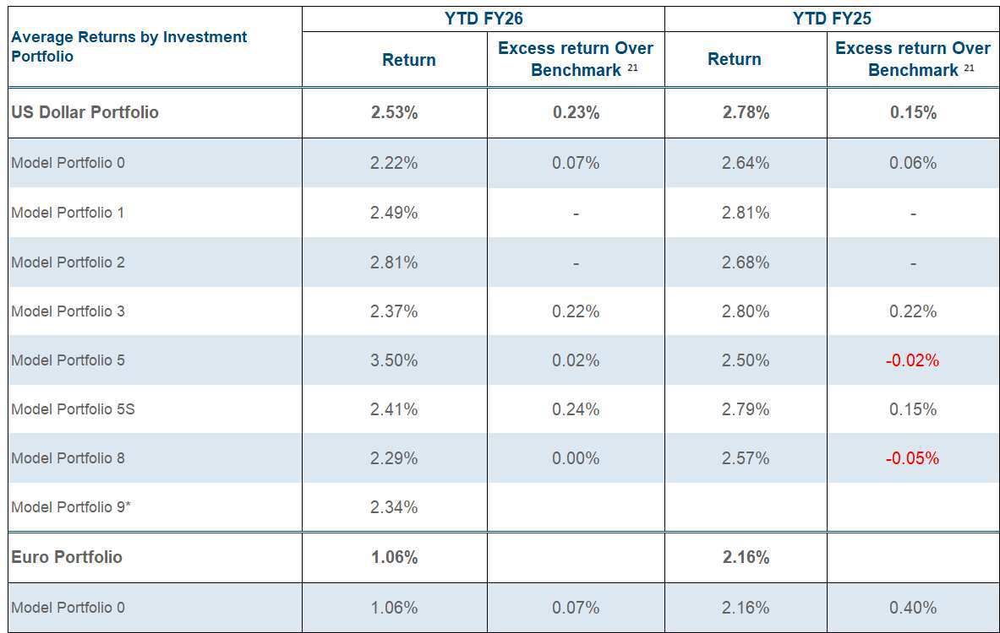 Average Returns by Investment Portfolio YTD FY26 YTD FY25
Return Excess return Over Benchmark 21 Return Excess return Over Benchmark 21
US Dollar Portfolio 2.53% 0.23% 2.78% 0.15%
Model Portfolio 0 2.22% 0.07% 2.64% 0.06%
Model Portfolio 1 2.49% - 2.81% -
Model Portfolio 2 2.81% - 2.68% -
Model Portfolio 3 2.37% 0.22% 2.80% 0.22%
Model Portfolio 5 3.50% 0.02% 2.50% -0.02%
Model Portfolio 5S 2.41% 0.24% 2.79% 0.15%
Model Portfolio 8 2.29% 0.00% 2.57% -0.05%
Model Portfolio 9* 2.34%
Euro Portfolio 1.06% 2.16%
Model Portfolio 0 1.06% 0.07% 2.16% 0.40%